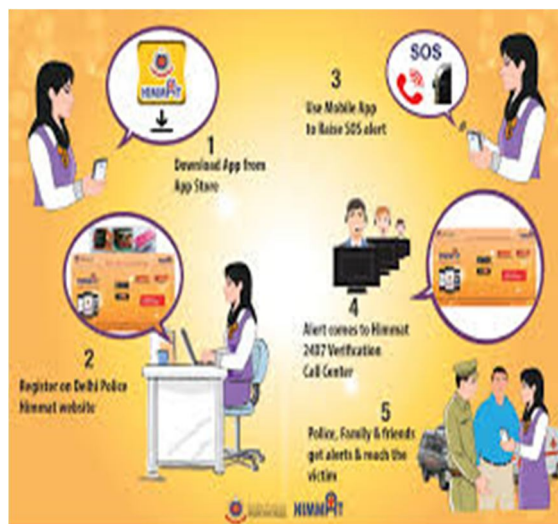 HIMMAT
1
Download App from
App Store
2
Register on Delhi Police
Himmat website
SOS
3
Use Mobile App
to Raise SOS alert
4
Alert comes to Himmat
24X7 Verification
Call Center
5
Police, Family & friends
get alerts & reach the
victim
HIMMAT